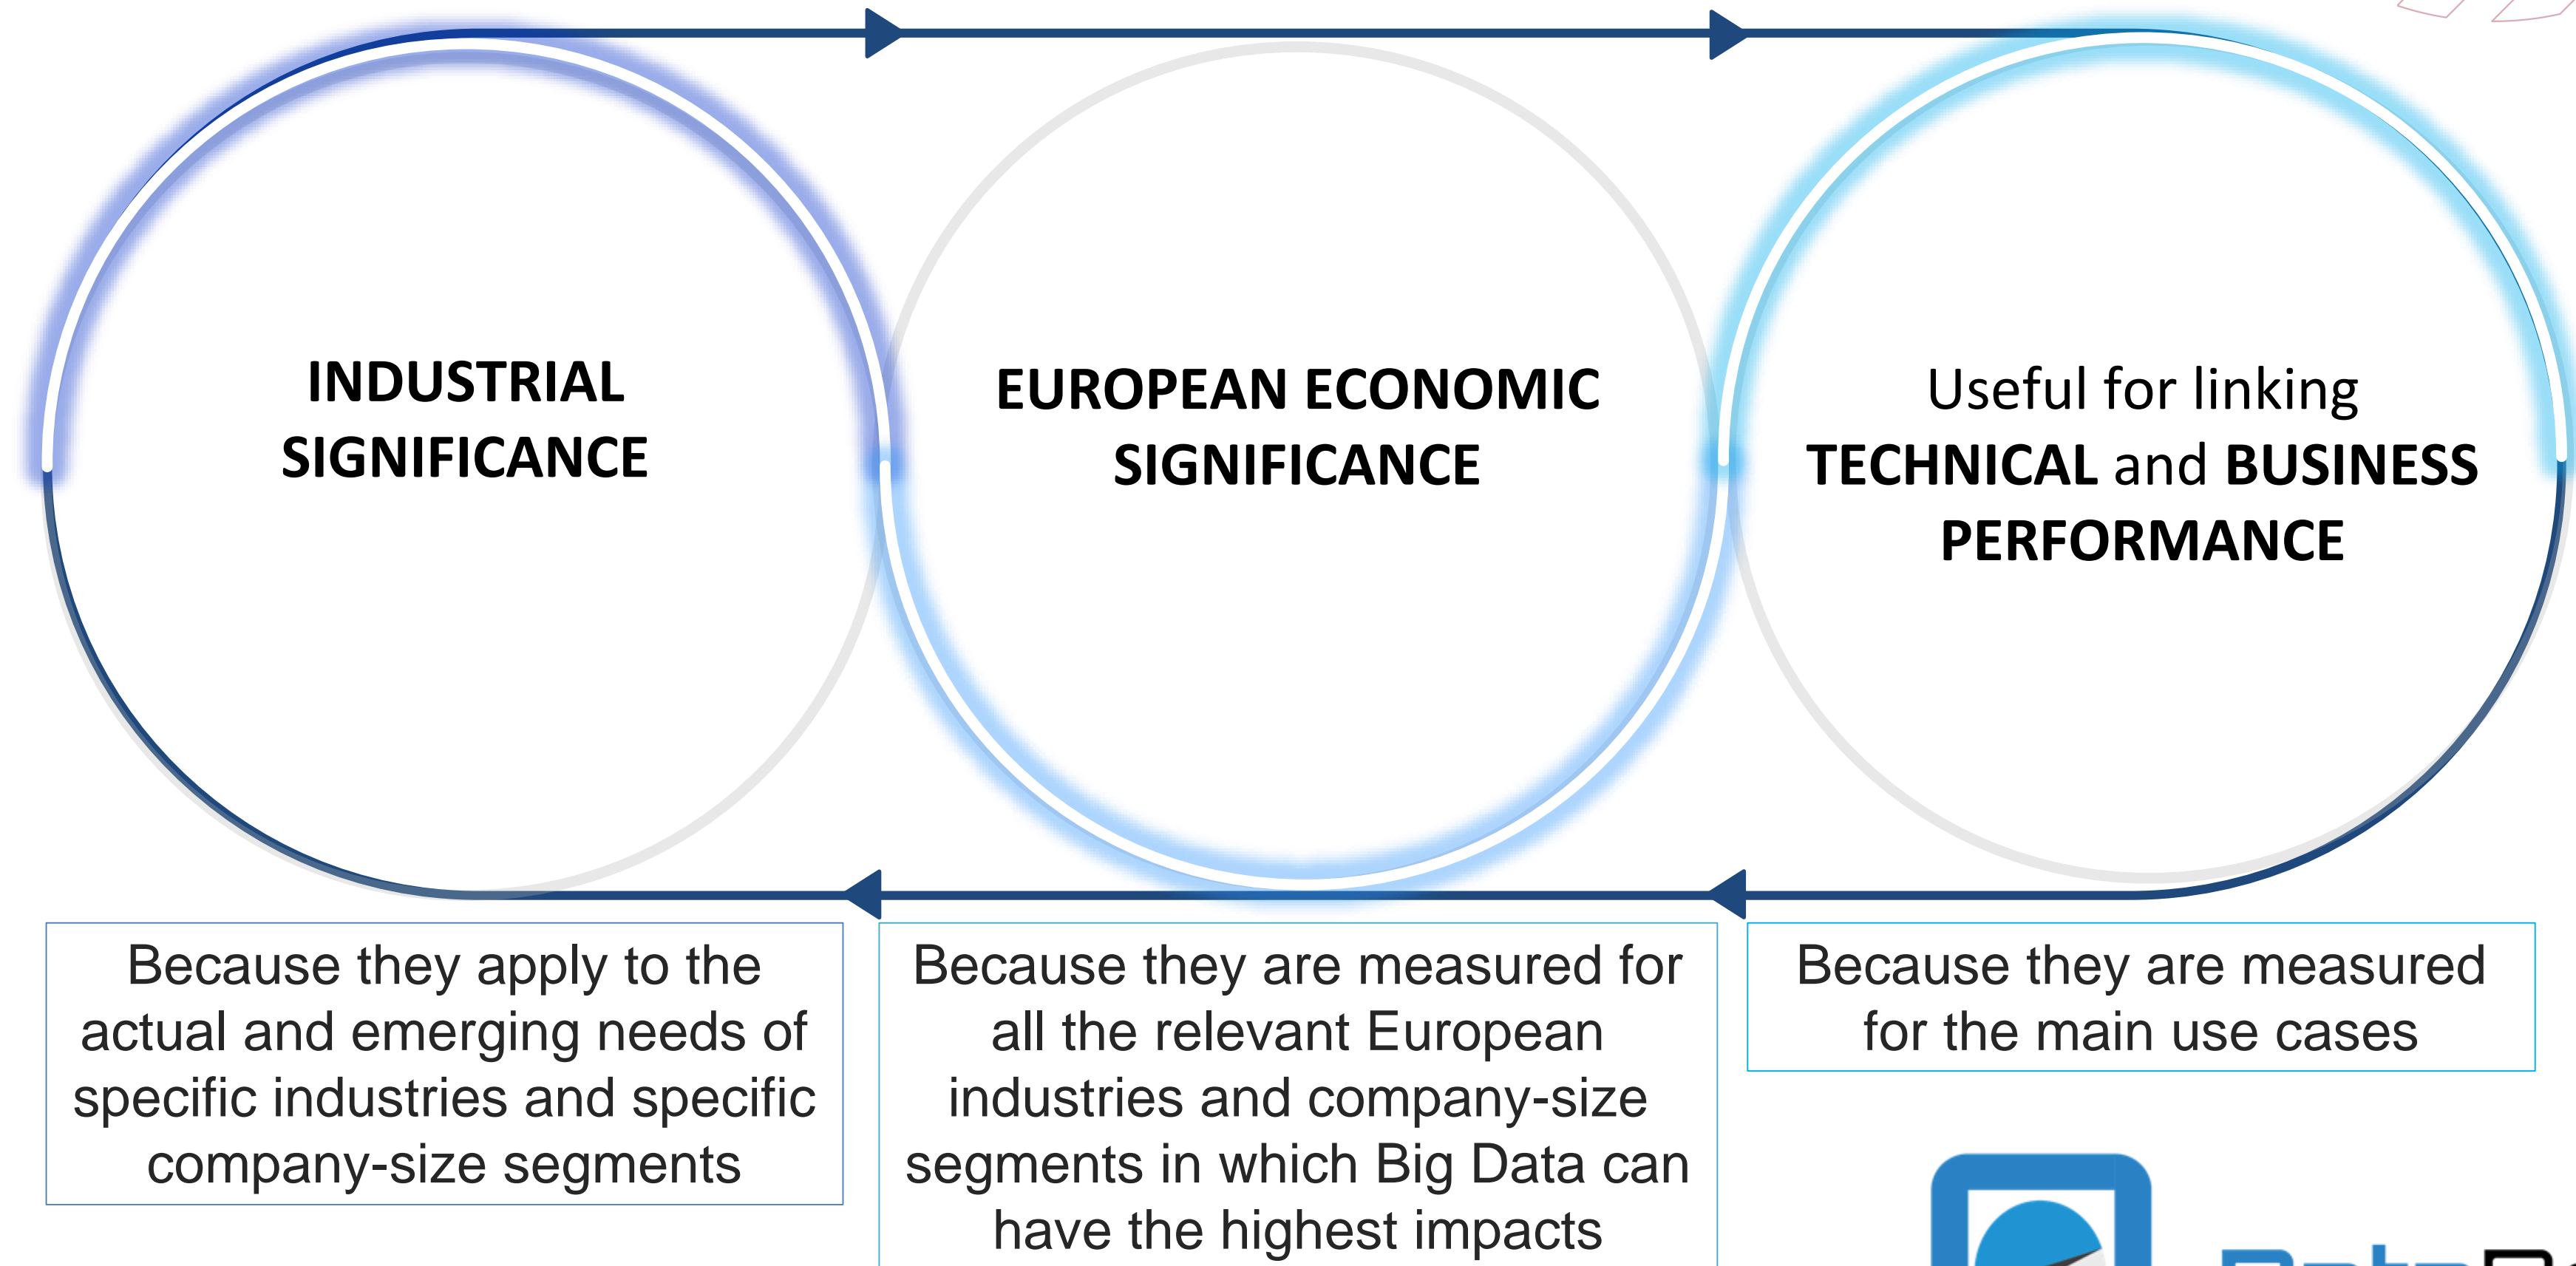 INDUSTRIAL
SIGNIFICANCE
EUROPEAN ECONOMIC
SIGNIFICANCE
Useful for linking
TECHNICAL and BUSINESS
PERFORMANCE
Because they apply to the
actual and emerging needs of
specific industries and specific
company-size segments
Because they are measured for
all the relevant European
industries and company-size
segments in which Big Data can
have the highest impacts
Because they are measured
for the main use cases